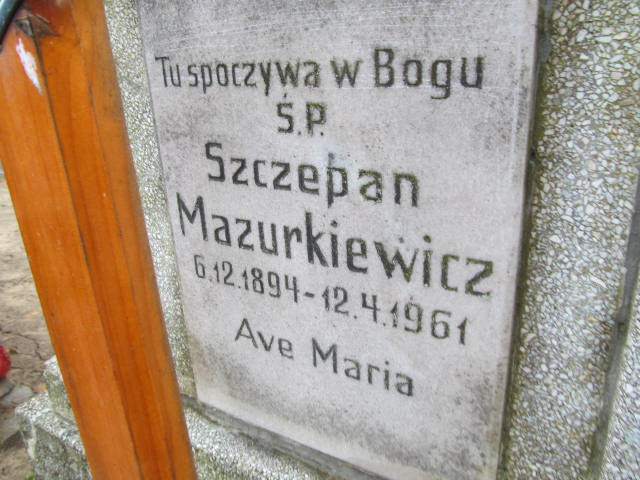 Tu spoczywa w Bogu
Ś.P.
Szczepan
Mazurkiewicz
6.12.1894-12.4.1961
Ave Maria